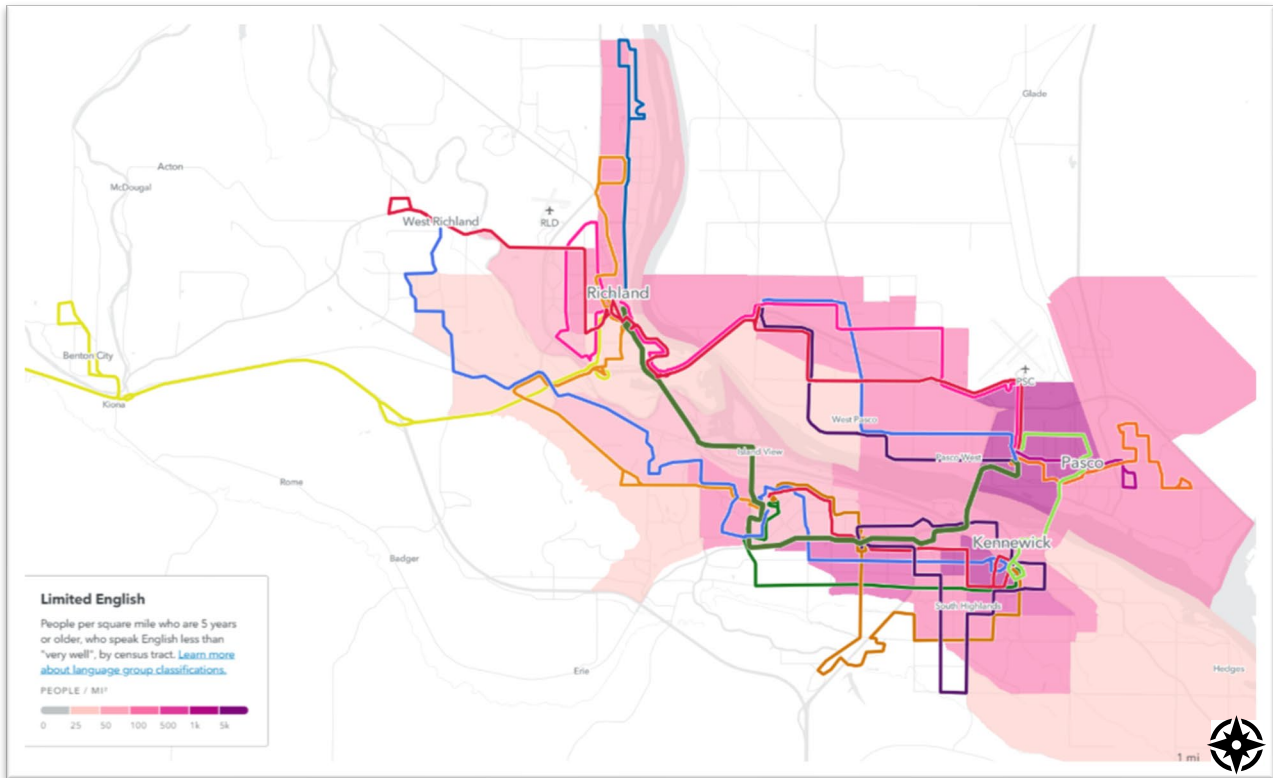 Glade
Acton
McDougal
West Richland
RLD
Richland
Benton City
Kiona
PSC
West Pasco
Island View
Pasco West
Pasco
Rome
Kennewick
Badger
South Highlands
Erie
Hedges
Limited English
People per square mile who are 5 years
or older, who speak English less than
"very well", by census tract. Learn more
about language group classifications.
PEOPLE / MI²
0 25 50 100 500 1k 5k
1 mi